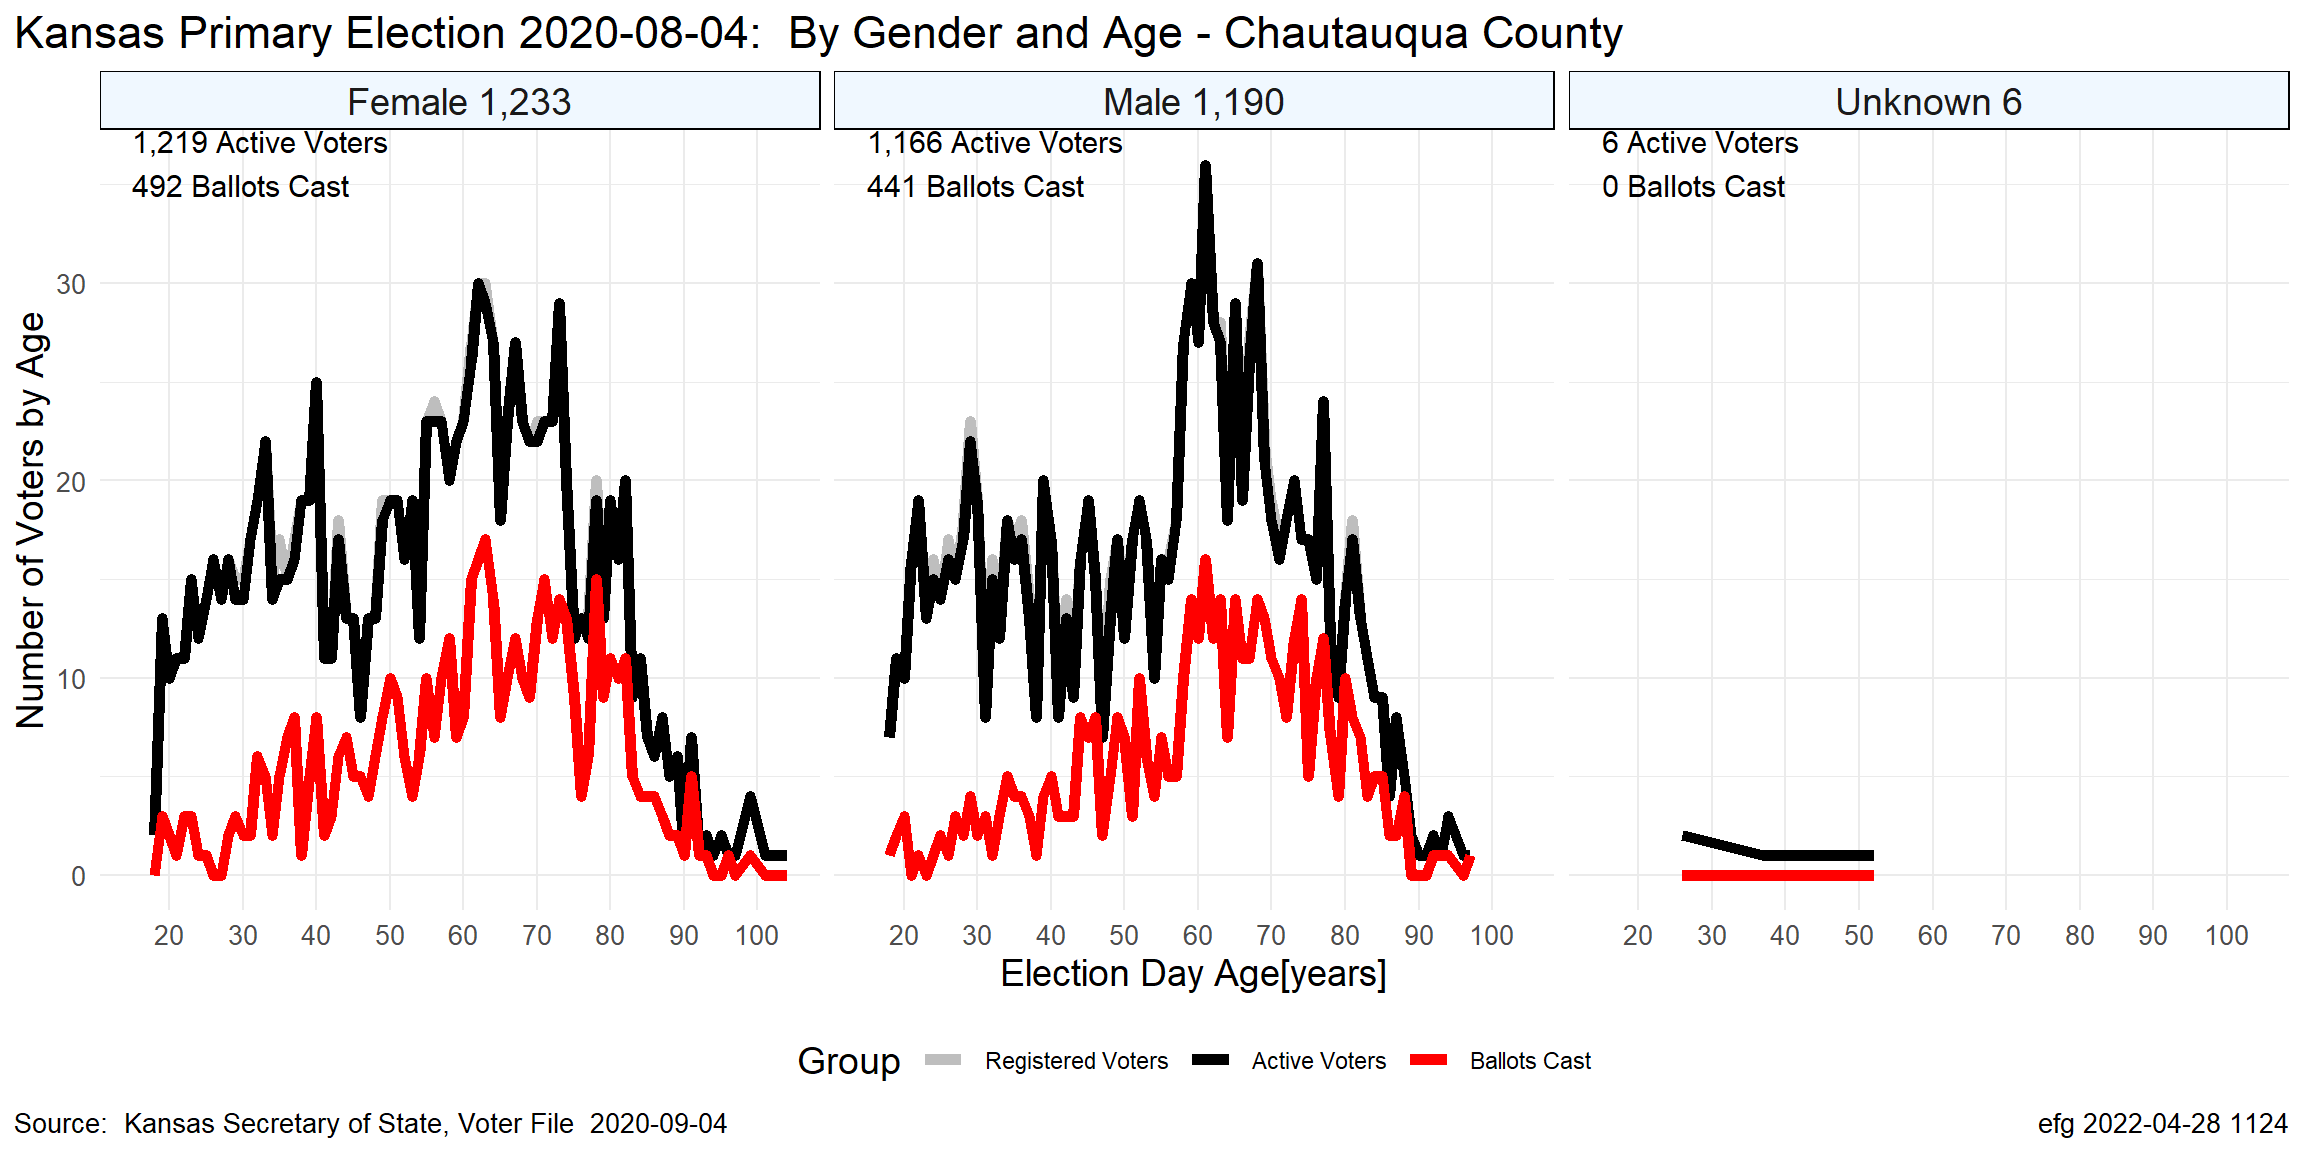 Kansas Primary Election 2020-08-04:  By Gender and Age - Chautauqua County
Female 1,233
Male 1,190
Unknown 6
1,219 Active Voters
492 Ballots Cast
1,166 Active Voters
441 Ballots Cast
6 Active Voters
0 Ballots Cast
Number of Voters by Age
30
20
10
0
20 30 40 50 60 70 80 90 100
20 30 40 50 60 70 80 90 100
20 30 40 50 60 70 80 90 100
Election Day Age[years]
Group Registered Voters Active Voters Ballots Cast
Source:  Kansas Secretary of State, Voter File  2020-09-04
efg 2022-04-28 1124